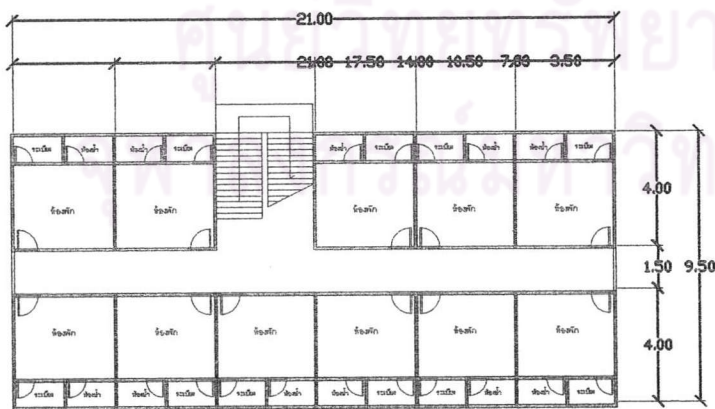 21.00
21.00 17.50 14.00 10.50 7.00 3.50
ระเบียง ห้องน้ำ ห้องน้ำ ระเบียง ห้องน้ำ ระเบียง ระเบียง ห้องน้ำ ห้องน้ำ ระเบียง
4.00
ห้องพัก ห้องพัก ห้องพัก ห้องพัก ห้องพัก
1.50 9.50
ห้องพัก ห้องพัก ห้องพัก ห้องพัก ห้องพัก ห้องพัก
4.00
ระเบียง ห้องน้ำ ห้องน้ำ ระเบียง ระเบียง ห้องน้ำ ห้องน้ำ ระเบียง ระเบียง ห้องน้ำ ห้องน้ำ ระเบียง